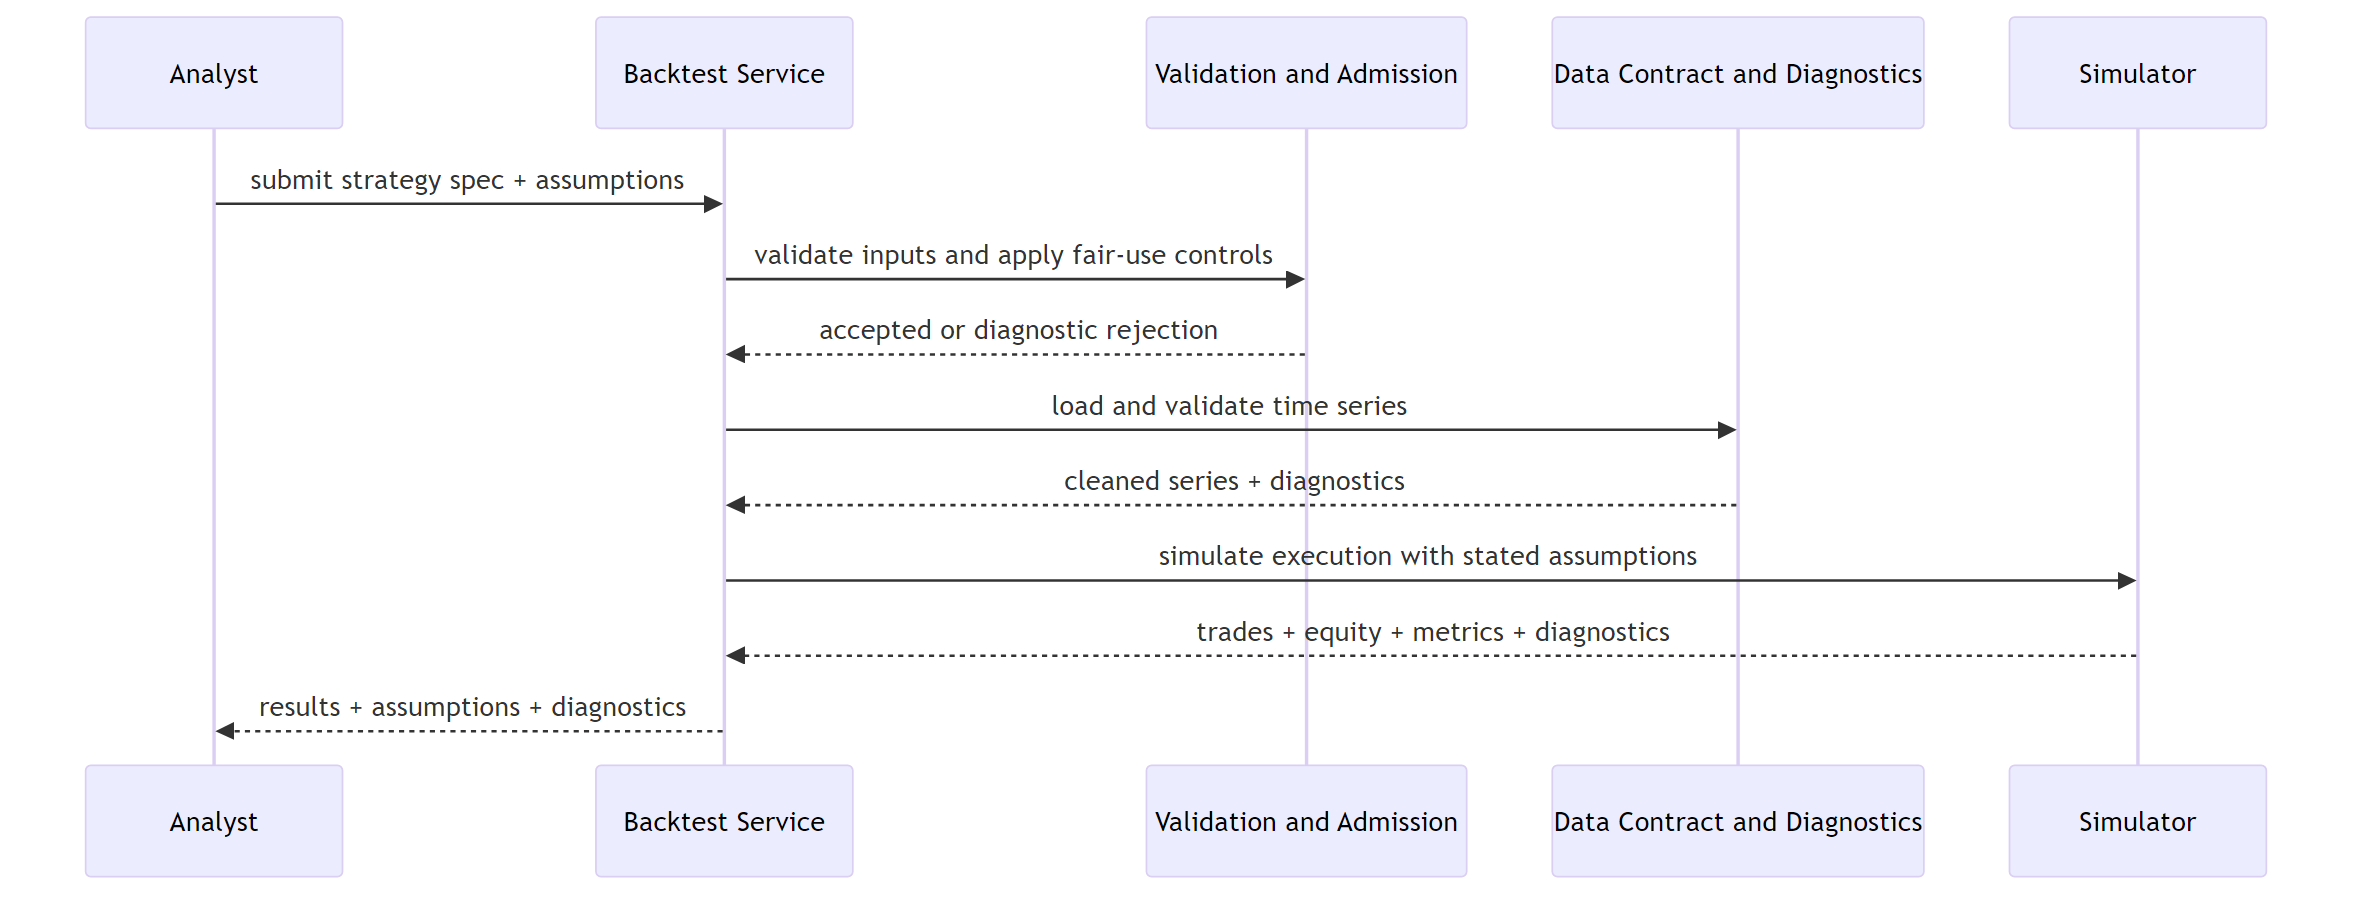 Analyst
Backtest Service
Validation and Admission
Data Contract and Diagnostics
Simulator
submit strategy spec + assumptions
validate inputs and apply fair-use controls
accepted or diagnostic rejection
load and validate time series
cleaned series + diagnostics
simulate execution with stated assumptions
trades + equity + metrics + diagnostics
results + assumptions + diagnostics
Analyst
Backtest Service
Validation and Admission
Data Contract and Diagnostics
Simulator